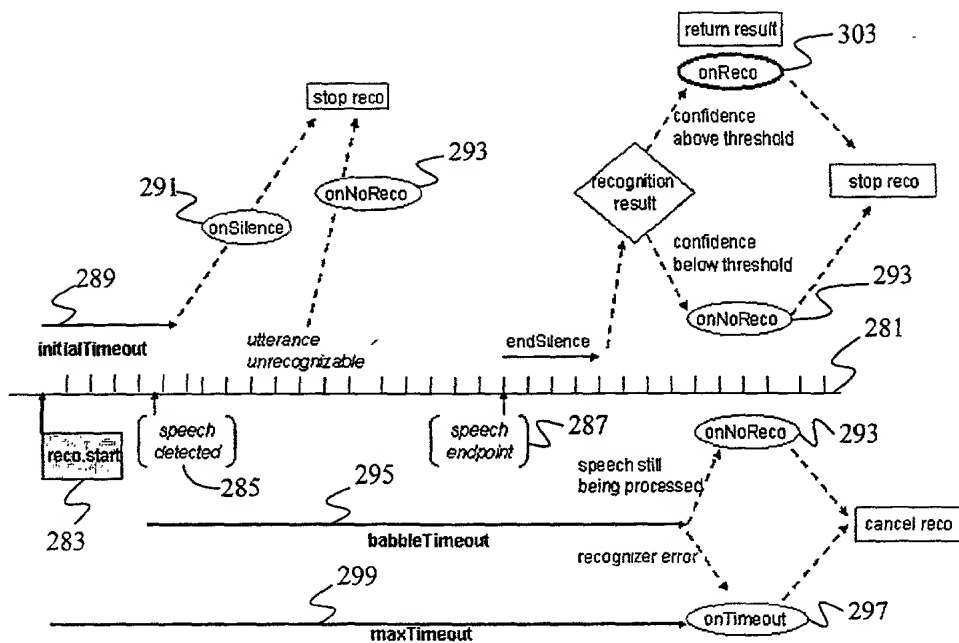 return result
303
onReco
stop reco
confidence
above threshold
293
291
onNoReco
recognition
result
stop reco
onSilence
confidence
below threshold
289
293
initialTimeout
utterance
unrecognizable
endSilence
onNoReco
281
reco.start
speech
detected
speech
endpoint
287
onNoReco
293
285
295
speech still
being processed
283
babbleTimeout
cancel reco
recognizer error
299
onTimeout
297
maxTimeout